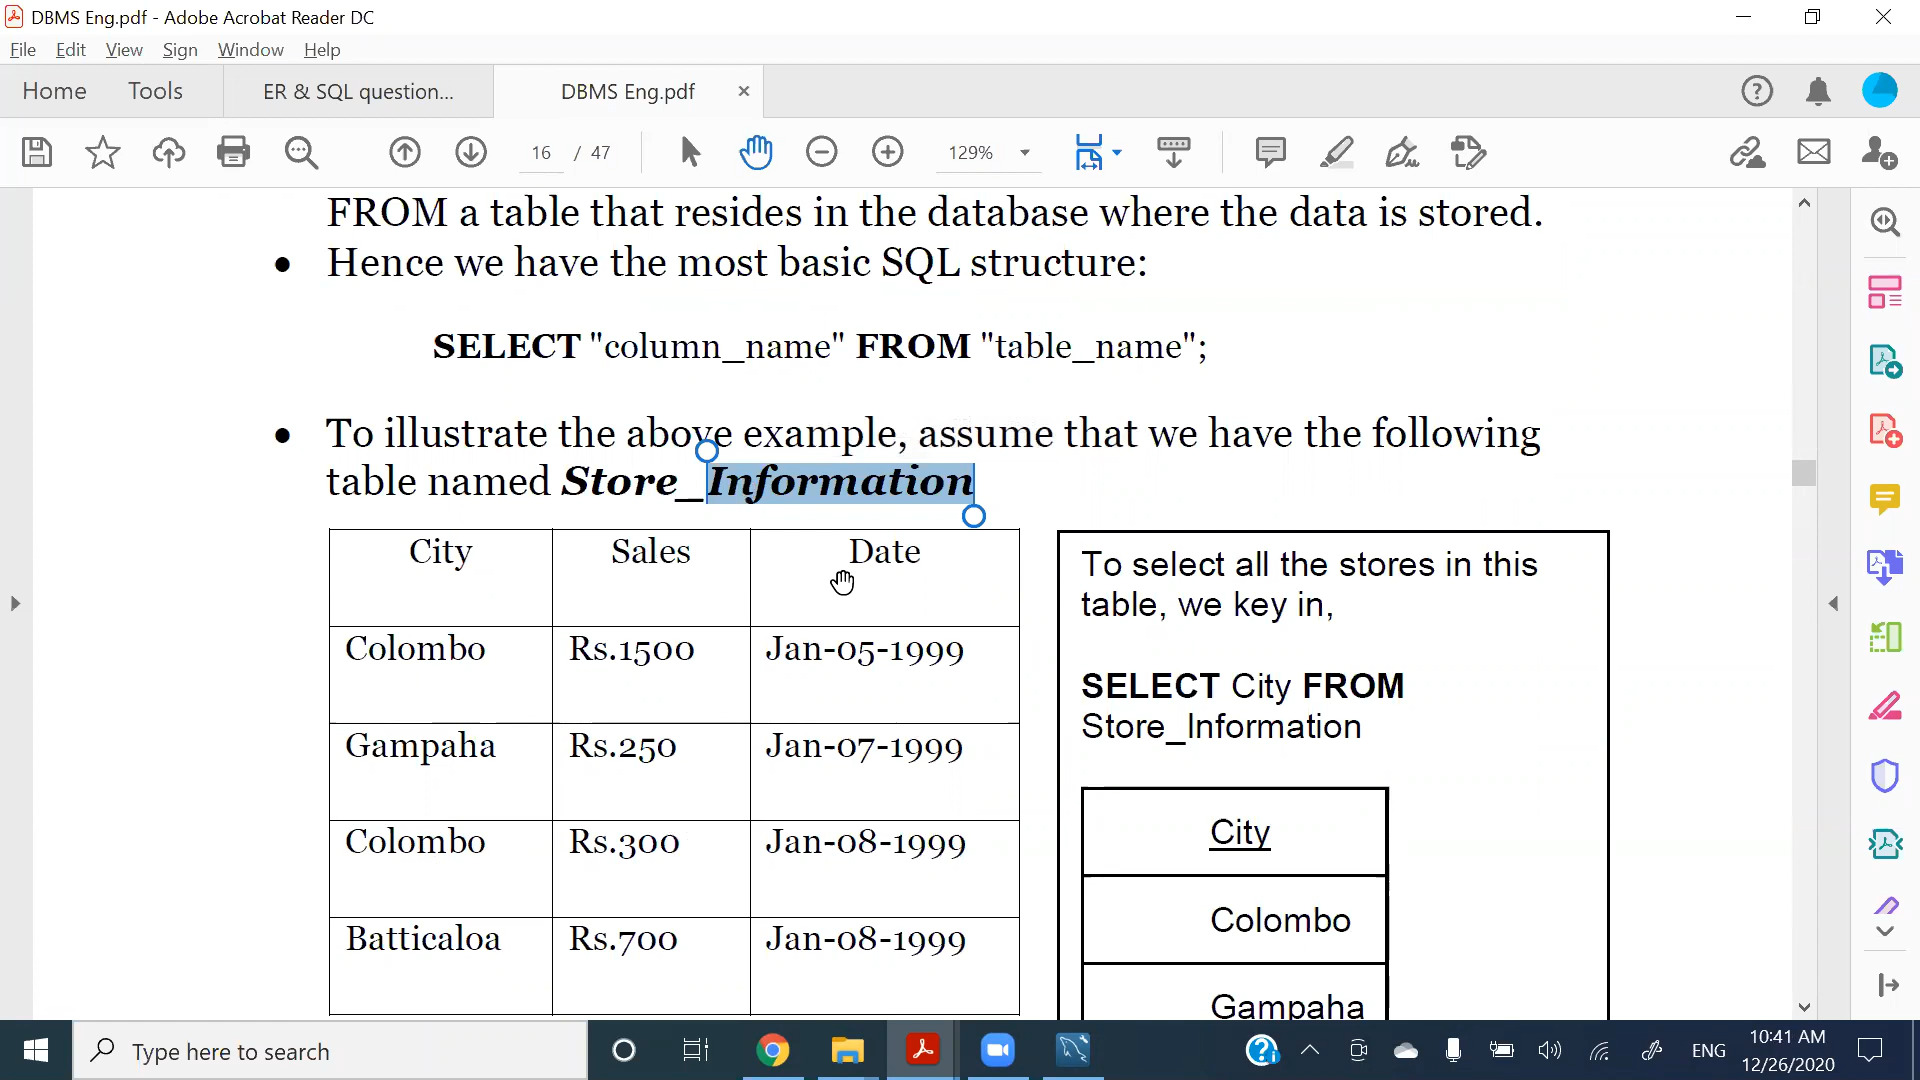 DBMS Eng.pdf - Adobe Acrobat Reader DC
File Edit View Sign Window Help
Home Tools ER & SQL question... DBMS Eng.pdf ×
16 / 47 129%
FROM a table that resides in the database where the data is stored.
• Hence we have the most basic SQL structure:
SELECT "column_name" FROM "table_name";
• To illustrate the above example, assume that we have the following
table named Store_Information
City Sales Date
Colombo Rs.1500 Jan-05-1999
Gampaha Rs.250 Jan-07-1999
Colombo Rs.300 Jan-08-1999
Batticaloa Rs.700 Jan-08-1999
To select all the stores in this
table, we key in,
SELECT City FROM
Store_Information
City
Colombo
Gampaha
Type here to search
ENG
10:41 AM
12/26/2020